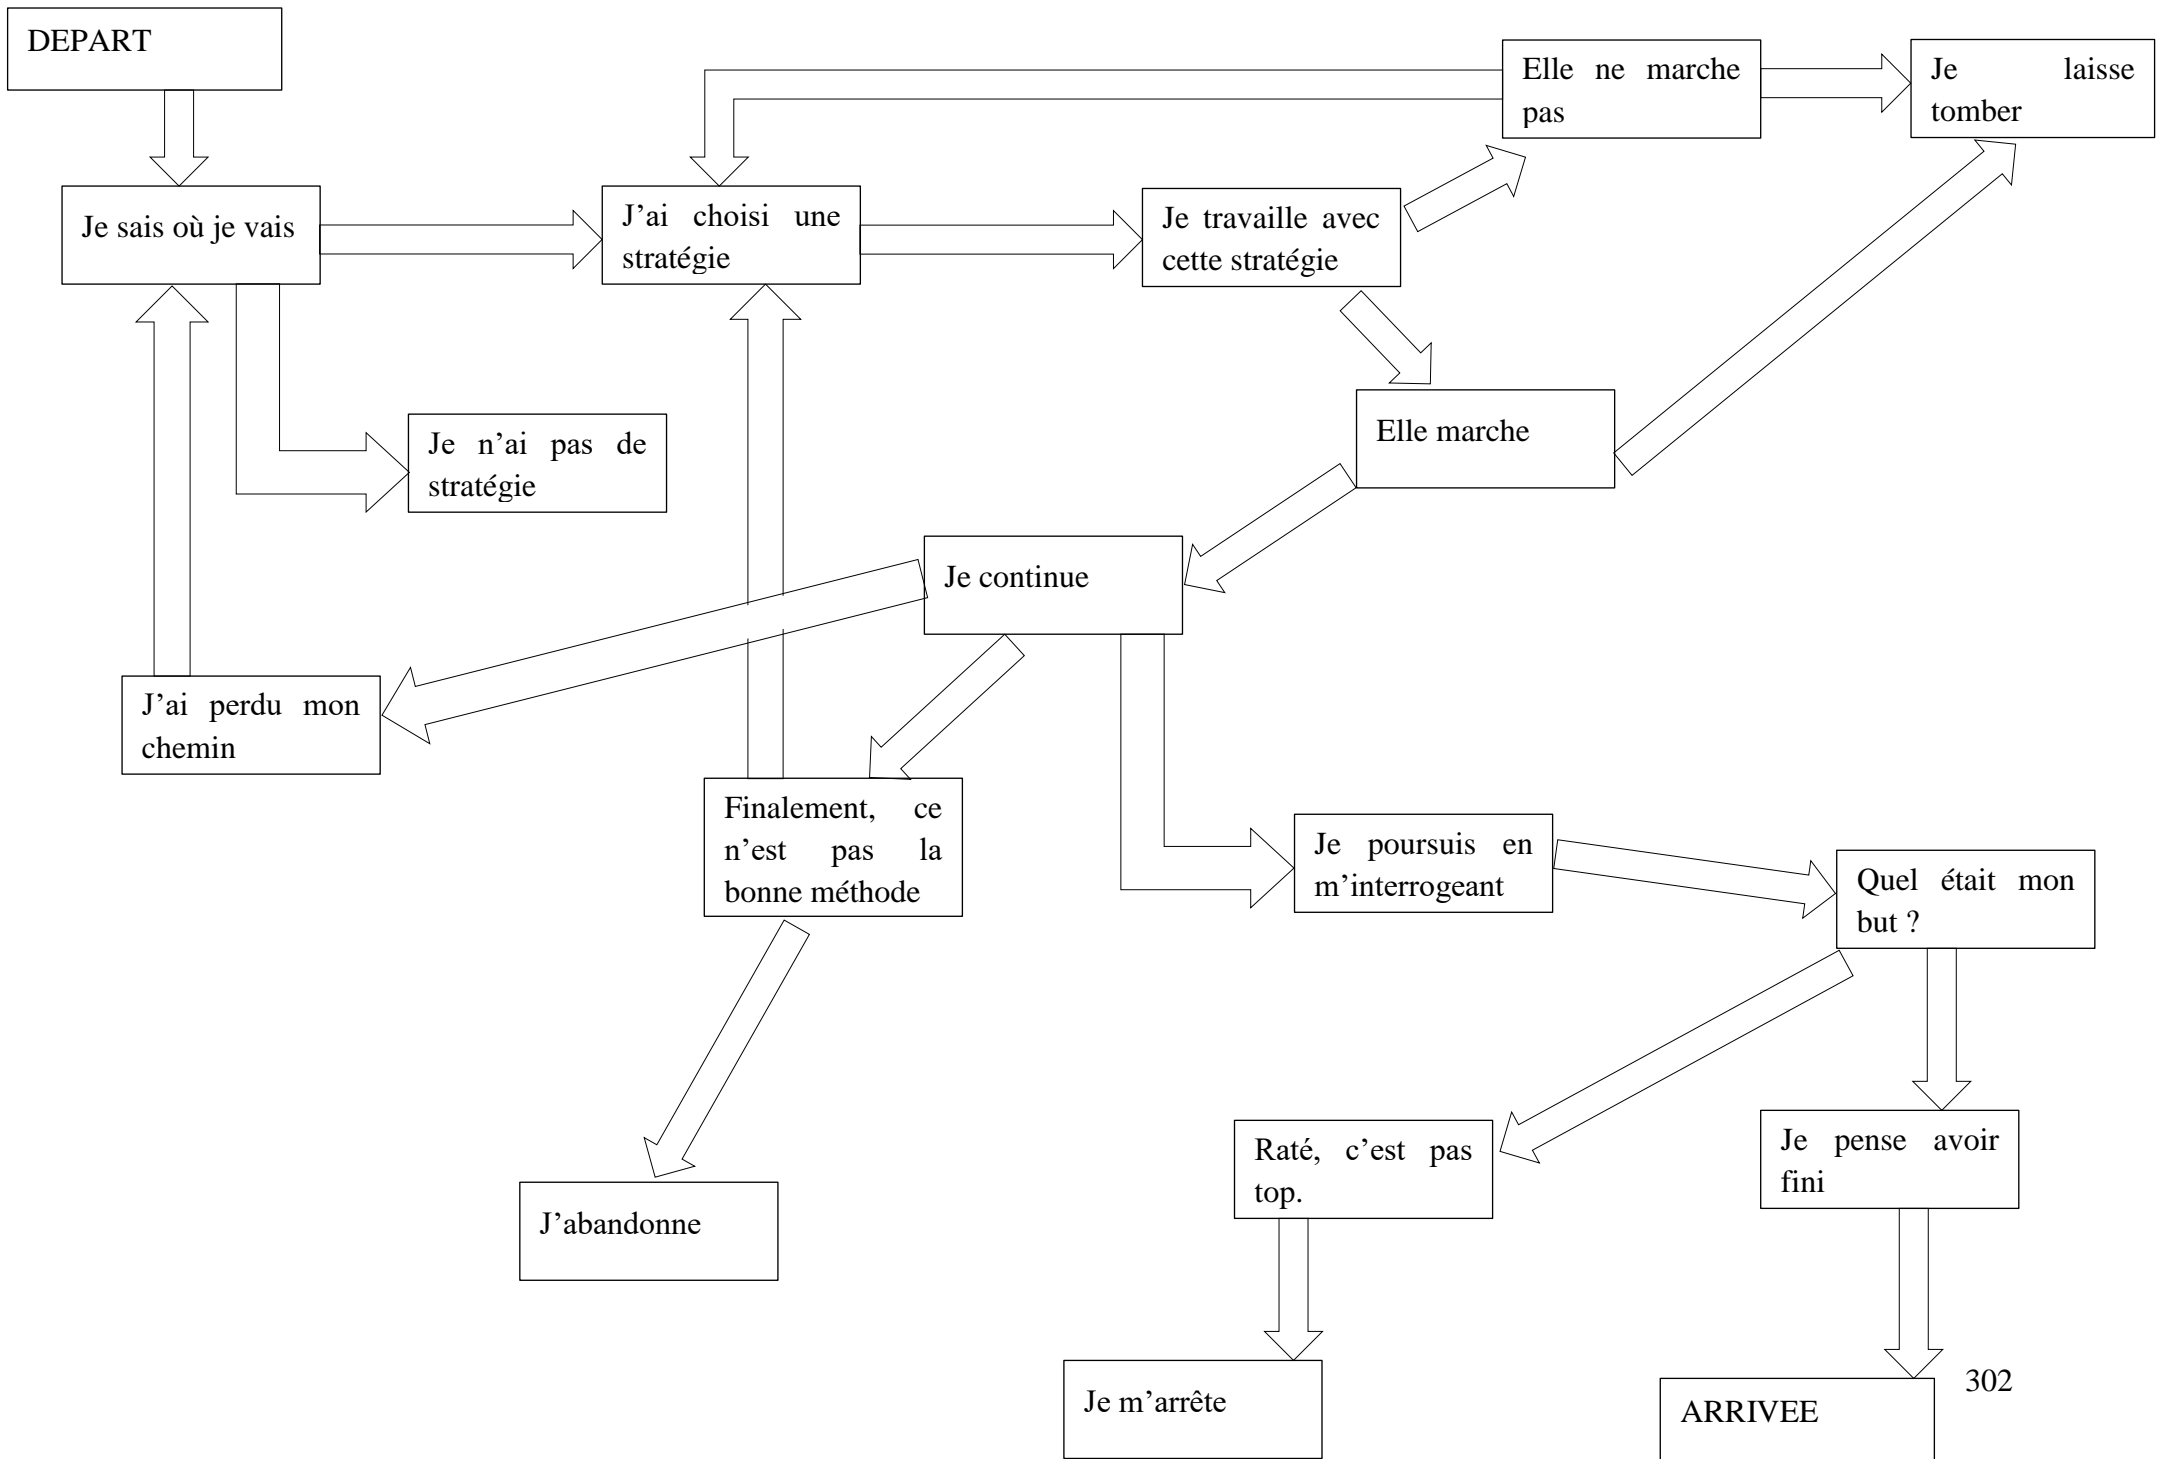 DEPART
Elle ne marche
pas
Je laisse
tomber
Je sais où je vais
J’ai choisi une
stratégie
Je travaille avec
cette stratégie
Je n’ai pas de
stratégie
Elle marche
Je continue
J’ai perdu mon
chemin
Finalement, ce
n’est pas la
bonne méthode
Je poursuis en
m’interrogeant
Quel était mon
but ?
Raté, c’est pas
top.
Je pense avoir
fini
J’abandonne
Je m’arrête
ARRIVEE
302